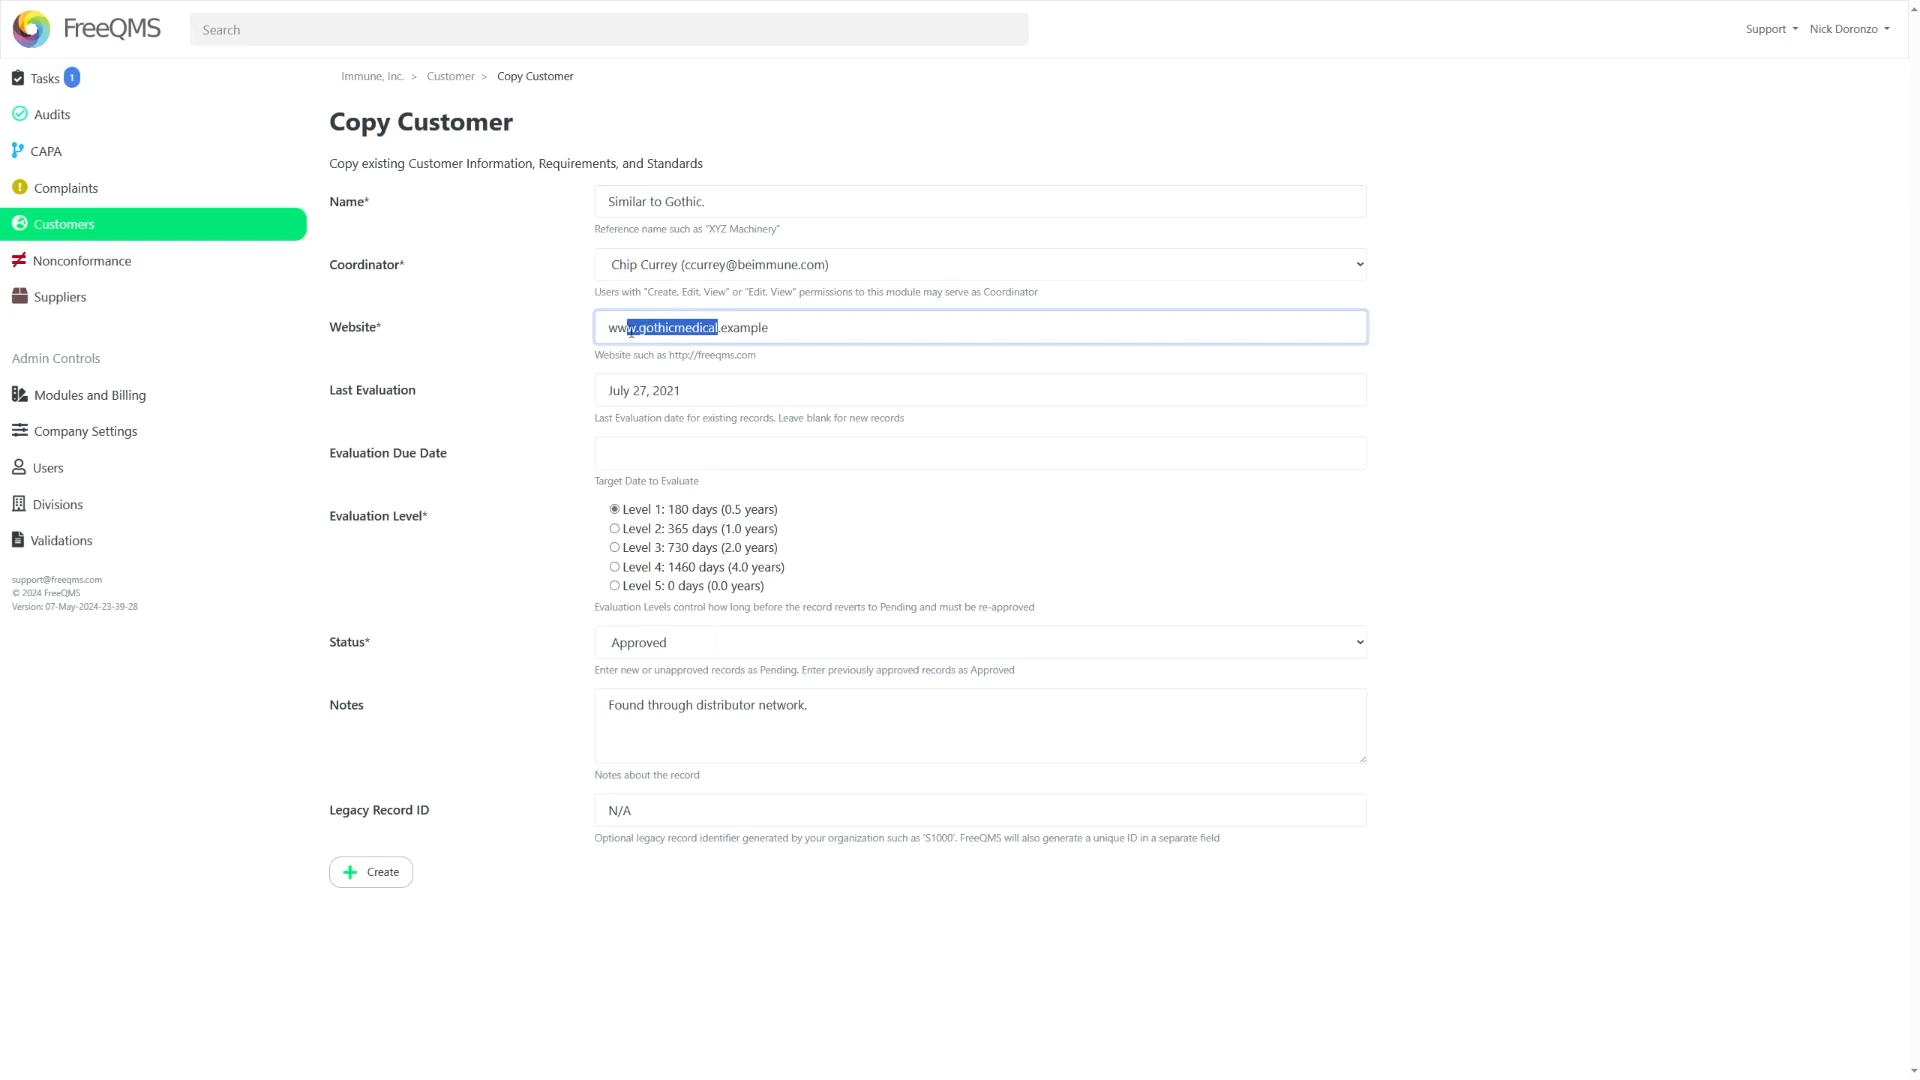 FreeQMS
Search
Support
Nick Doronzo
Tasks 1
Audits
CAPA
Complaints
Customers
Nonconformance
Suppliers
Admin Controls
Modules and Billing
Company Settings
Users
Divisions
Validations
support@freeqms.com
© 2024 FreeQMS
Version: 07-May-2024-23-39-28
Immune, Inc. > Customer > Copy Customer
Copy Customer
Copy existing Customer Information, Requirements, and Standards
Name*
Similar to Gothic.
Reference name such as "XYZ Machinery"
Coordinator*
Chip Currey (ccurrey@beimmune.com)
Users with "Create, Edit, View" or "Edit, View" permissions to this module may serve as Coordinator
Website*
www.gothicmedical.example
Website such as http://freeqms.com
Last Evaluation
July 27, 2021
Last Evaluation date for existing records. Leave blank for new records
Evaluation Due Date
Target Date to Evaluate
Evaluation Level*
Level 1: 180 days (0.5 years)
Level 2: 365 days (1.0 years)
Level 3: 730 days (2.0 years)
Level 4: 1460 days (4.0 years)
Level 5: 0 days (0.0 years)
Evaluation Levels control how long before the record reverts to Pending and must be re-approved
Status*
Approved
Enter new or unapproved records as Pending. Enter previously approved records as Approved
Notes
Found through distributor network.
Notes about the record
Legacy Record ID
N/A
Optional legacy record identifier generated by your organization such as 'S1000'. FreeQMS will also generate a unique ID in a separate field
Create